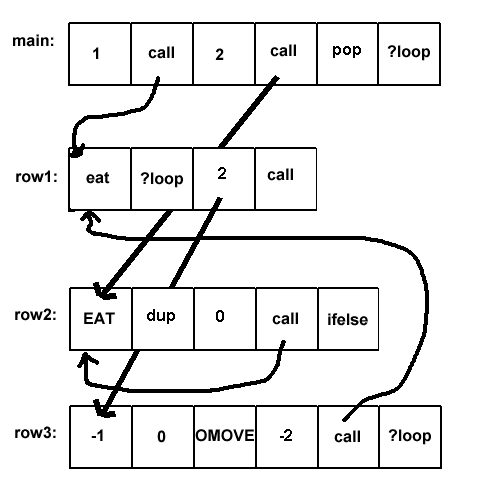 main: 1 call 2 call pop ?loop
row1: eat ?loop 2 call
row2: EAT dup 0 call ifelse
row3: -1 0 OMOVE -2 call ?loop